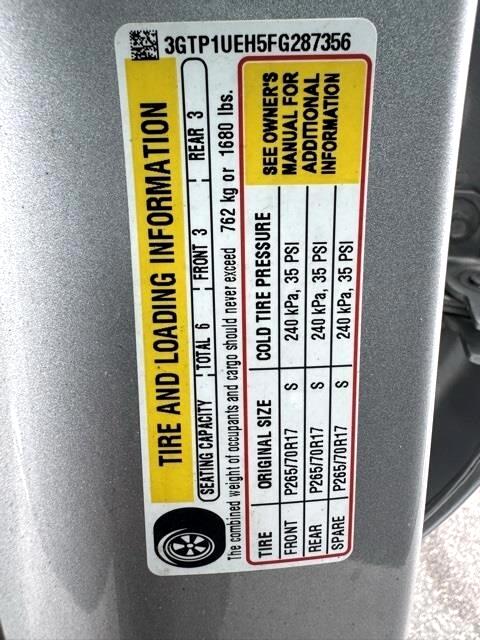 3GTP1UEH5FG287356
TIRE AND LOADING INFORMATION
SEATING CAPACITY TOTAL 6 FRONT 3 REAR 3
The combined weight of occupants and cargo should never exceed 762 kg or 1680 lbs.
TIRE ORIGINAL SIZE COLD TIRE PRESSURE
FRONT P265/70R17 S 240 kPa, 35 PSI
REAR P265/70R17 S 240 kPa, 35 PSI
SPARE P265/70R17 S 240 kPa, 35 PSI
SEE OWNER'S
MANUAL FOR
ADDITIONAL
INFORMATION